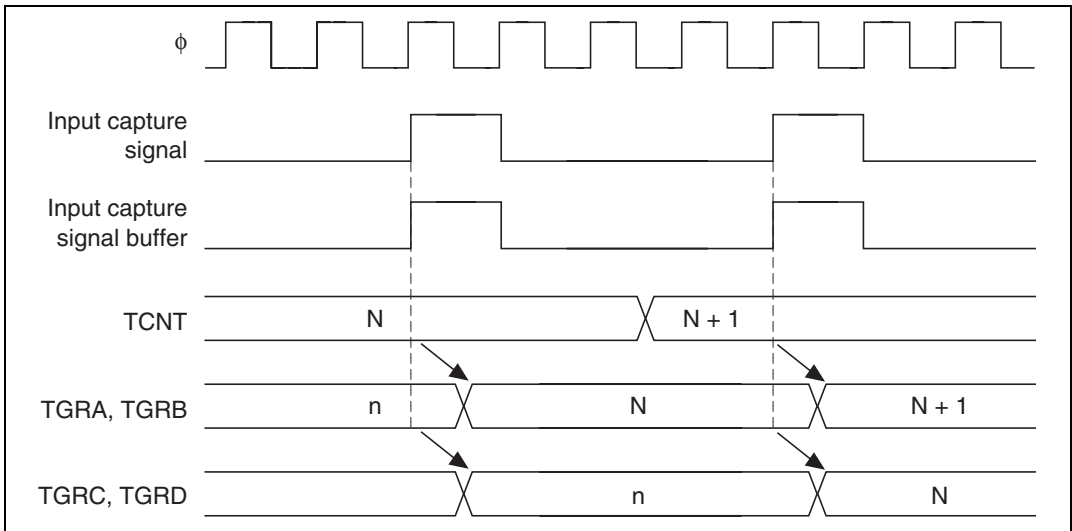 ϕ
Input capture
signal
Input capture
signal buffer
TCNT
N
N + 1
TGRA, TGRB
n
N
N + 1
TGRC, TGRD
n
N